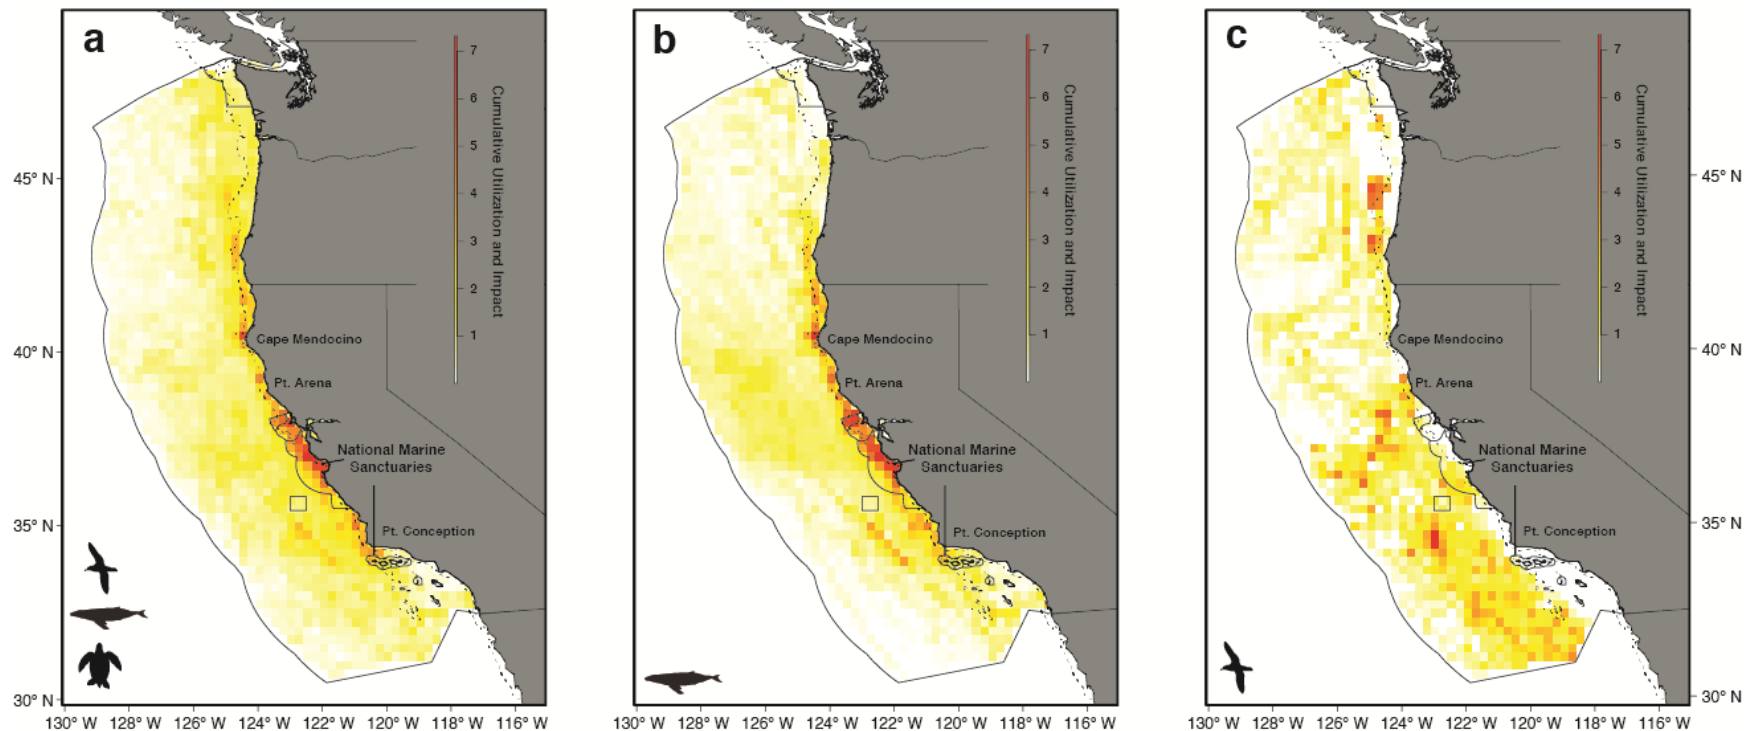 a
7
6
5
4
3
2
1
Cumulative Utilization and Impact
Cape Mendocino
Pt. Arena
National Marine
Sanctuaries
Pt. Conception
45° N
40° N
35° N
30° N
130° W
128° W
126° W
124° W
122° W
120° W
118° W
116° W
b
7
6
5
4
3
2
1
Cumulative Utilization and Impact
Cape Mendocino
Pt. Arena
National Marine
Sanctuaries
Pt. Conception
130° W
128° W
126° W
124° W
122° W
120° W
118° W
116° W
c
7
6
5
4
3
2
1
Cumulative Utilization and Impact
Cape Mendocino
Pt. Arena
National Marine
Sanctuaries
Pt. Conception
45° N
40° N
35° N
30° N
130° W
128° W
126° W
124° W
122° W
120° W
118° W
116° W